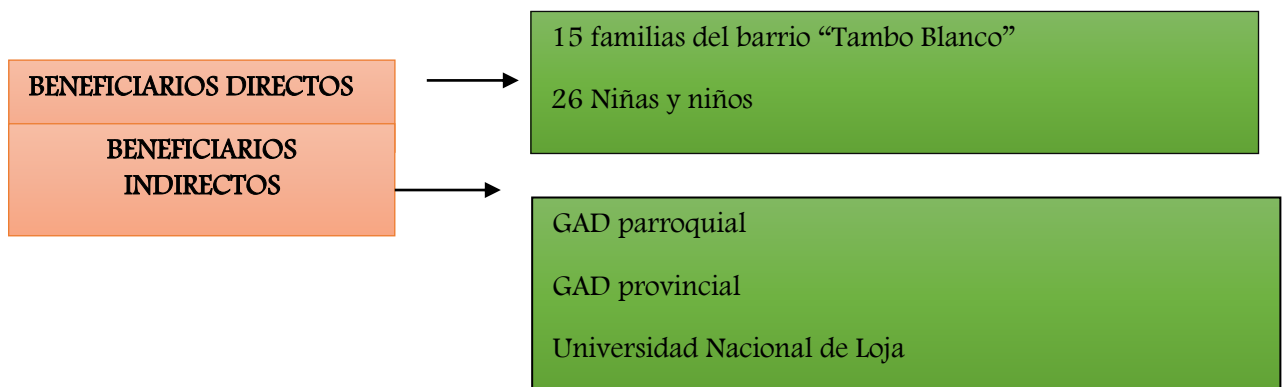 BENEFICIARIOS DIRECTOS
15 familias del barrio “Tambo Blanco”
26 Niñas y niños
BENEFICIARIOS
INDIRECTOS
GAD parroquial
GAD provincial
Universidad Nacional de Loja